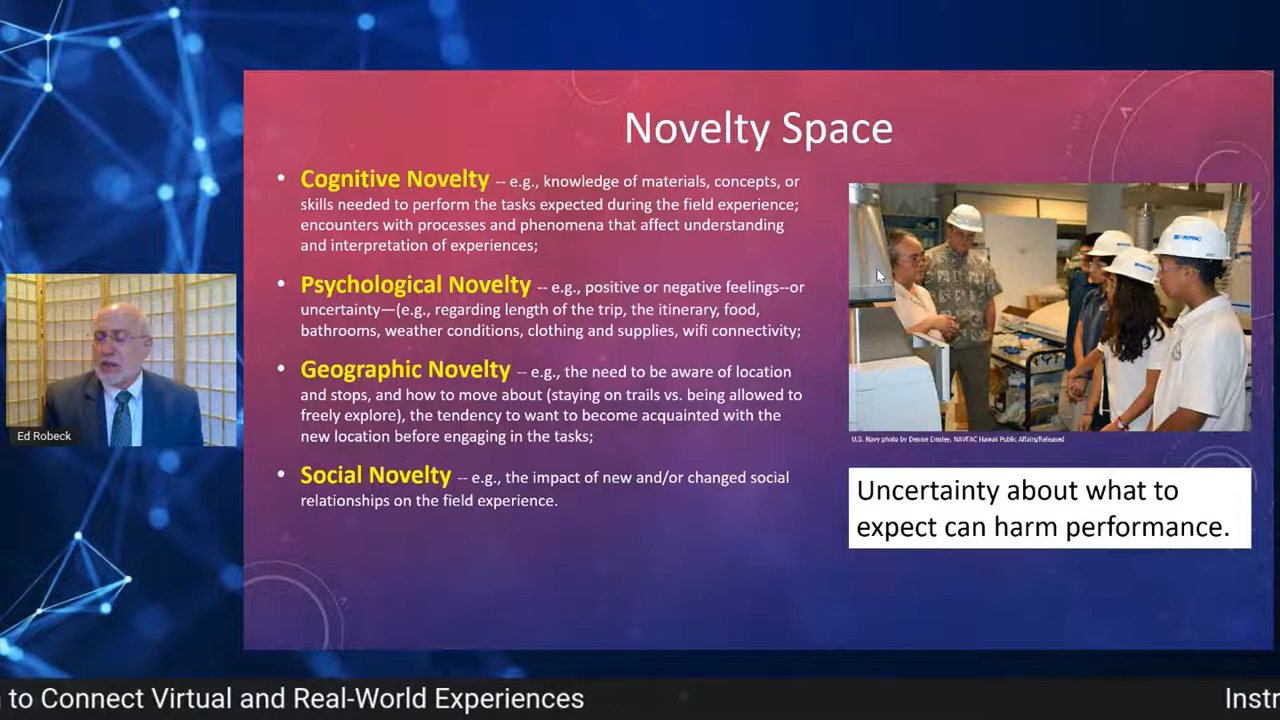 Novelty Space
• Cognitive Novelty -- e.g., knowledge of materials, concepts, or
skills needed to perform the tasks expected during the field experience;
encounters with processes and phenomena that affect understanding
and interpretation of experiences;
• Psychological Novelty -- e.g., positive or negative feelings--or
uncertainty—(e.g., regarding length of the trip, the itinerary, food,
bathrooms, weather conditions, clothing and supplies, wifi connectivity;
• Geographic Novelty -- e.g., the need to be aware of location
and stops, and how to move about (staying on trails vs. being allowed to
freely explore), the tendency to want to become acquainted with the
new location before engaging in the tasks;
• Social Novelty -- e.g., the impact of new and/or changed social
relationships on the field experience.
U.S. Navy photo by Denise Emsley, NAVFAC Hawaii Public Affairs/Released
Uncertainty about what to
expect can harm performance.
Ed Robeck
to Connect Virtual and Real-World Experiences
Instr